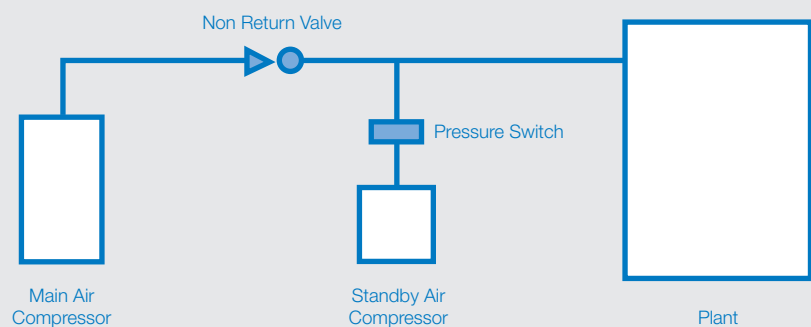 Non Return Valve
Pressure Switch
Main Air
Compressor
Standby Air
Compressor
Plant